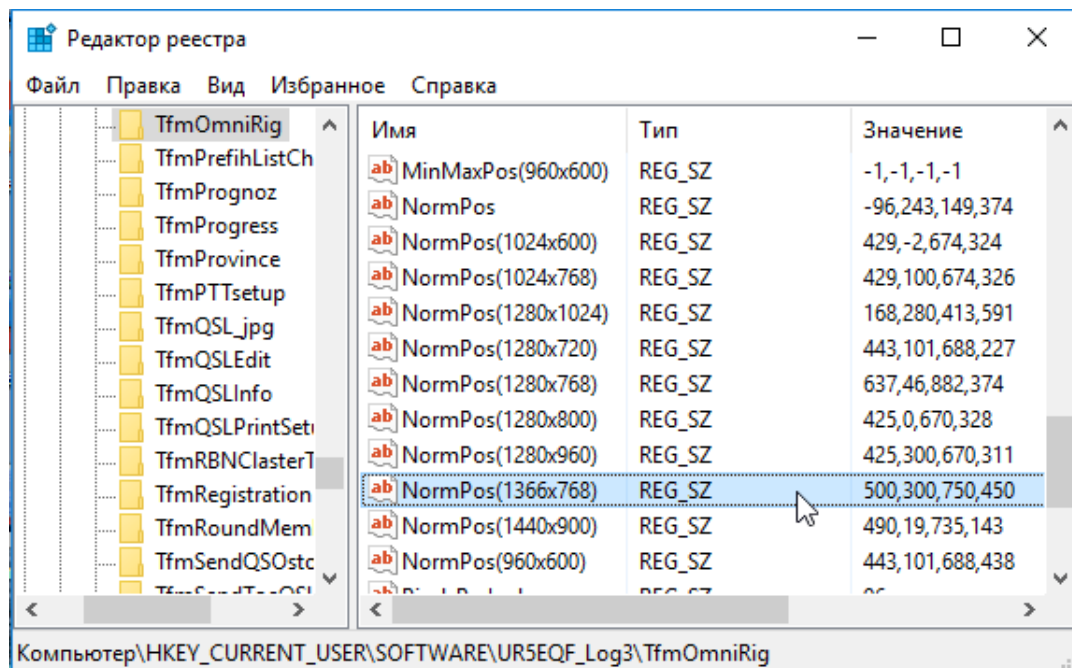 Редактор реестра
Файл Правка Вид Избранное Справка
TfmOmniRig
TfmPrefihListCh
TfmPrognoz
TfmProgress
TfmProvince
TfmPTTsetup
TfmQSL_jpg
TfmQSLEdit
TfmQSLInfo
TfmQSLPrintSet
TfmRBNClasterT
TfmRegistration
TfmRoundMem
TfmSendQSOstc
Имя Тип Значение
MinMaxPos(960x600) REG_SZ -1,-1,-1,-1
NormPos REG_SZ -96,243,149,374
NormPos(1024x600) REG_SZ 429,-2,674,324
NormPos(1024x768) REG_SZ 429,100,674,326
NormPos(1280x1024) REG_SZ 168,280,413,591
NormPos(1280x720) REG_SZ 443,101,688,227
NormPos(1280x768) REG_SZ 637,46,882,374
NormPos(1280x800) REG_SZ 425,0,670,328
NormPos(1280x960) REG_SZ 425,300,670,311
NormPos(1366x768) REG_SZ 500,300,750,450
NormPos(1440x900) REG_SZ 490,19,735,143
NormPos(960x600) REG_SZ 443,101,688,438
Компьютер\HKEY_CURRENT_USER\SOFTWARE\UR5EQF_Log3\TfmOmniRig